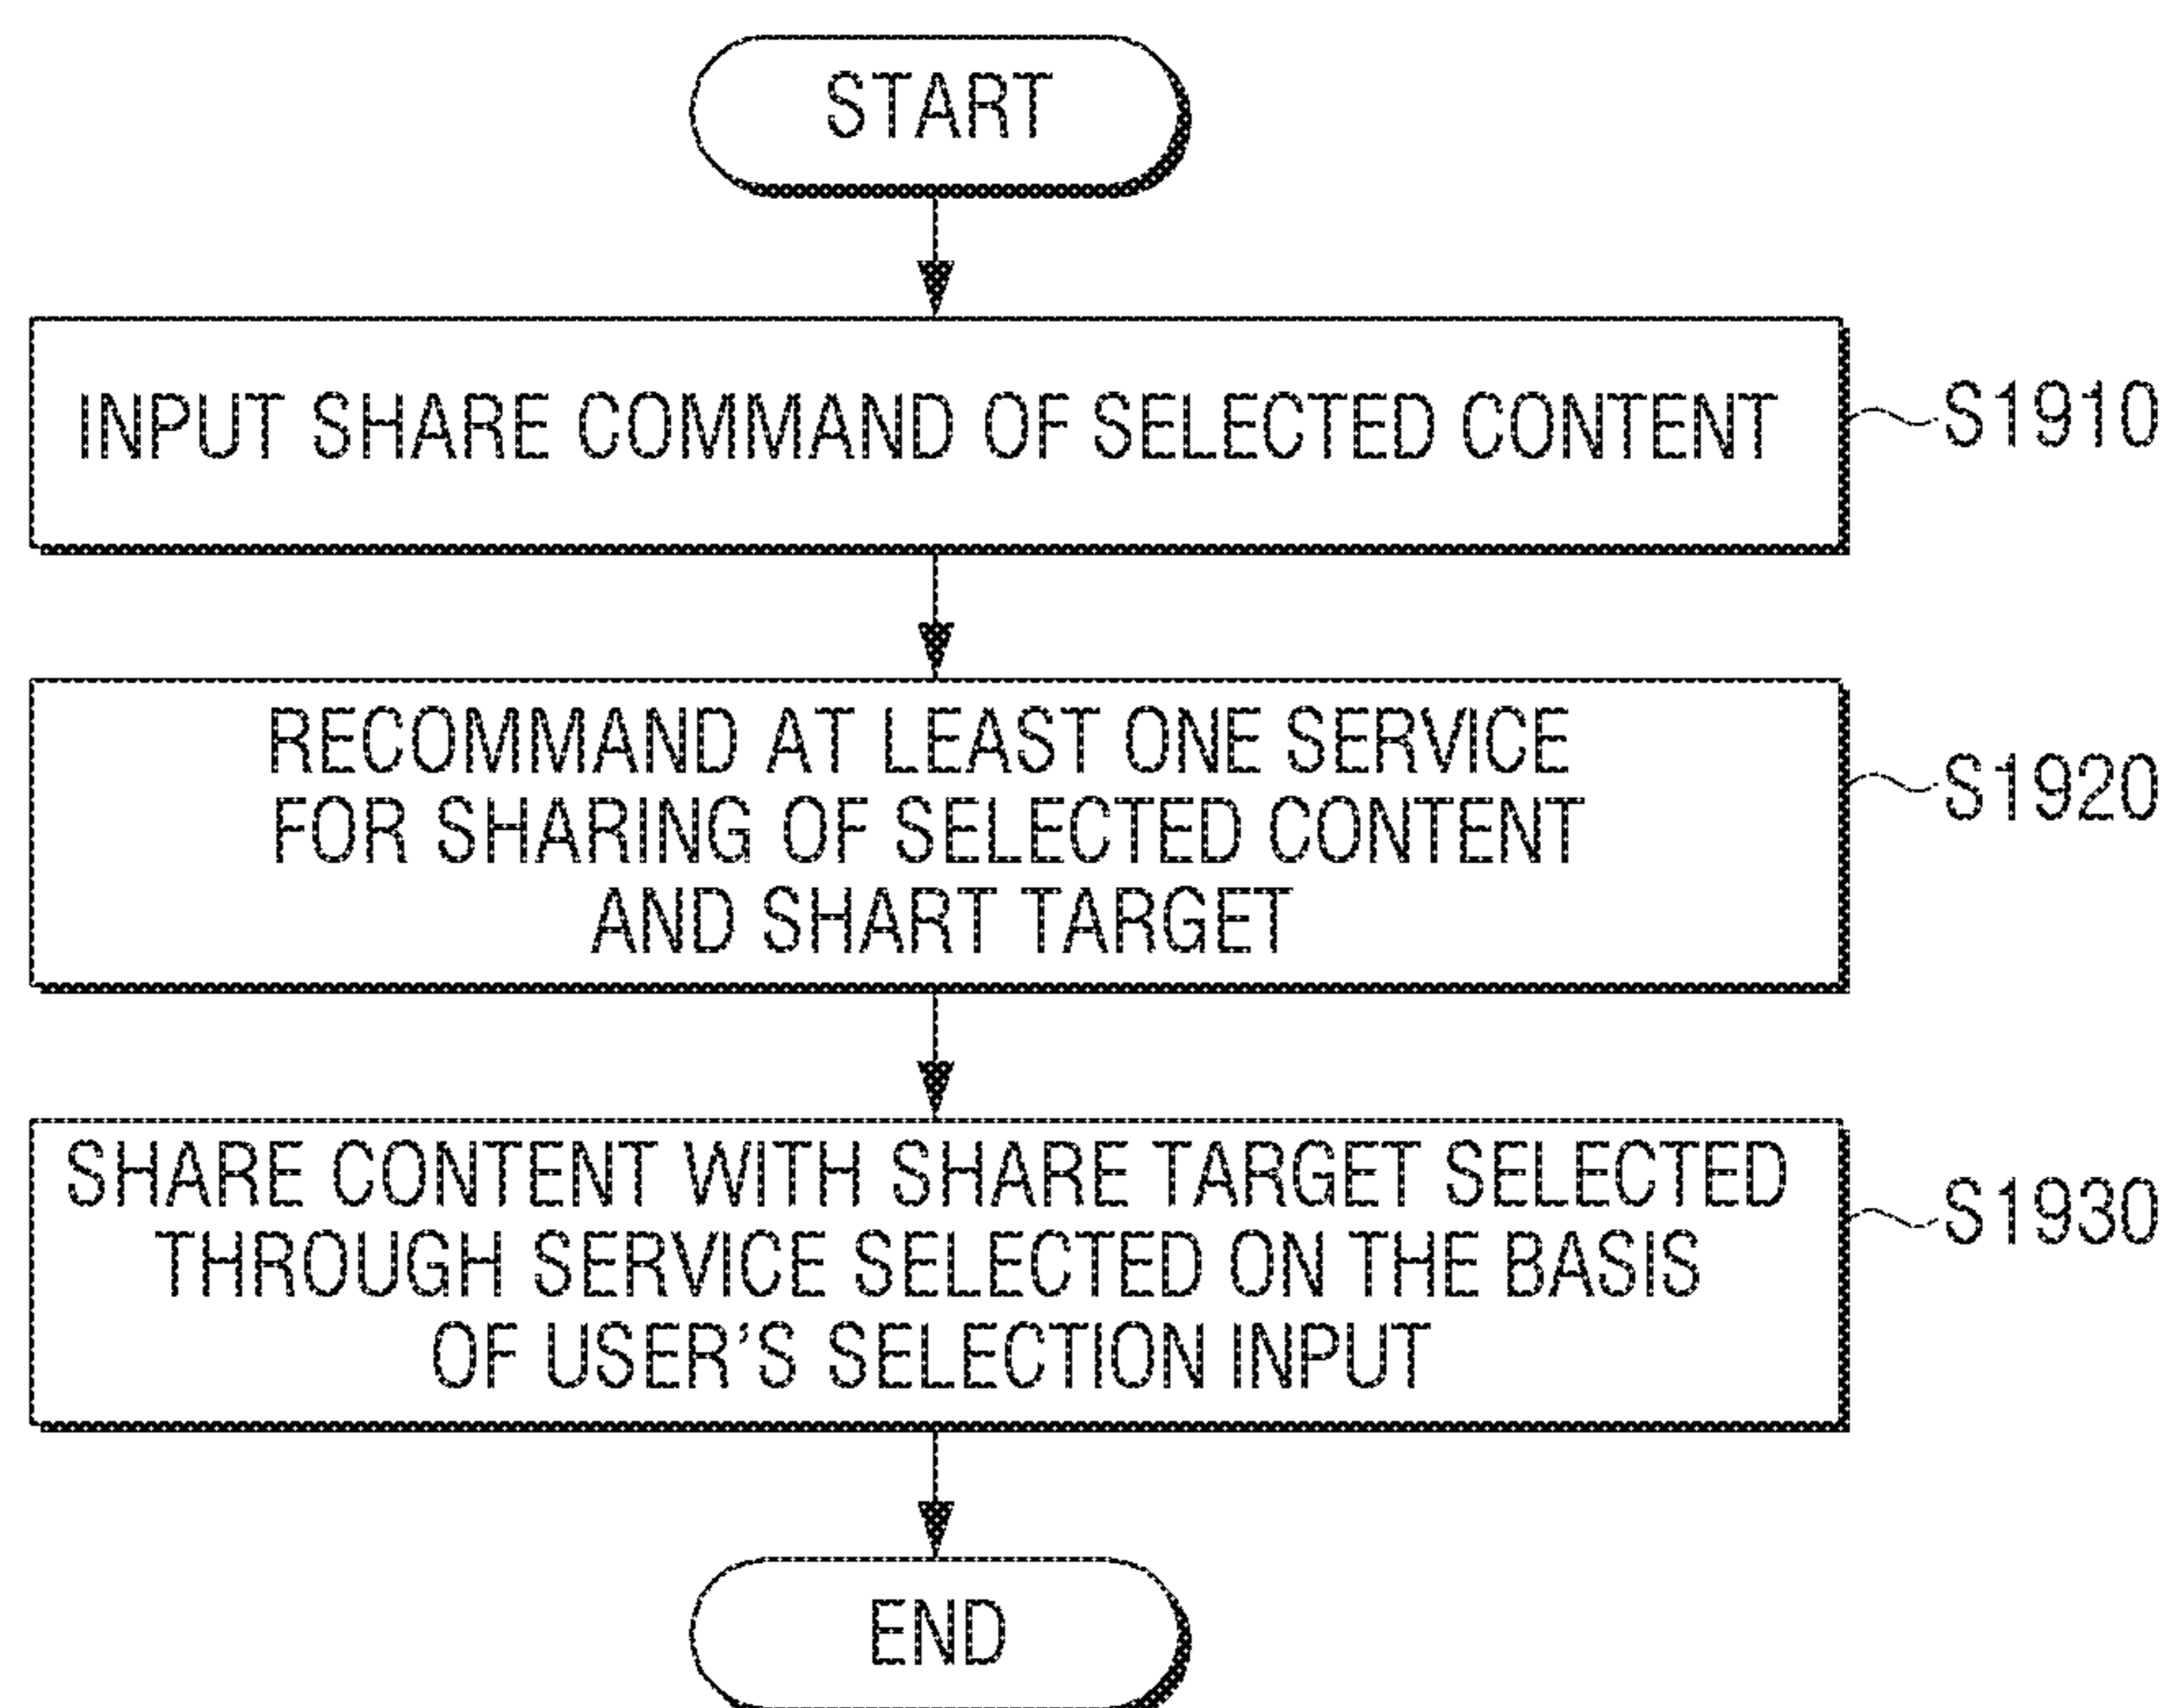 START
INPUT SHARE COMMAND OF SELECTED CONTENT
S1910
RECOMMAND AT LEAST ONE SERVICE
FOR SHARING OF SELECTED CONTENT
AND SHART TARGET
S1920
SHARE CONTENT WITH SHARE TARGET SELECTED
THROUGH SERVICE SELECTED ON THE BASIS
OF USER'S SELECTION INPUT
S1930
END